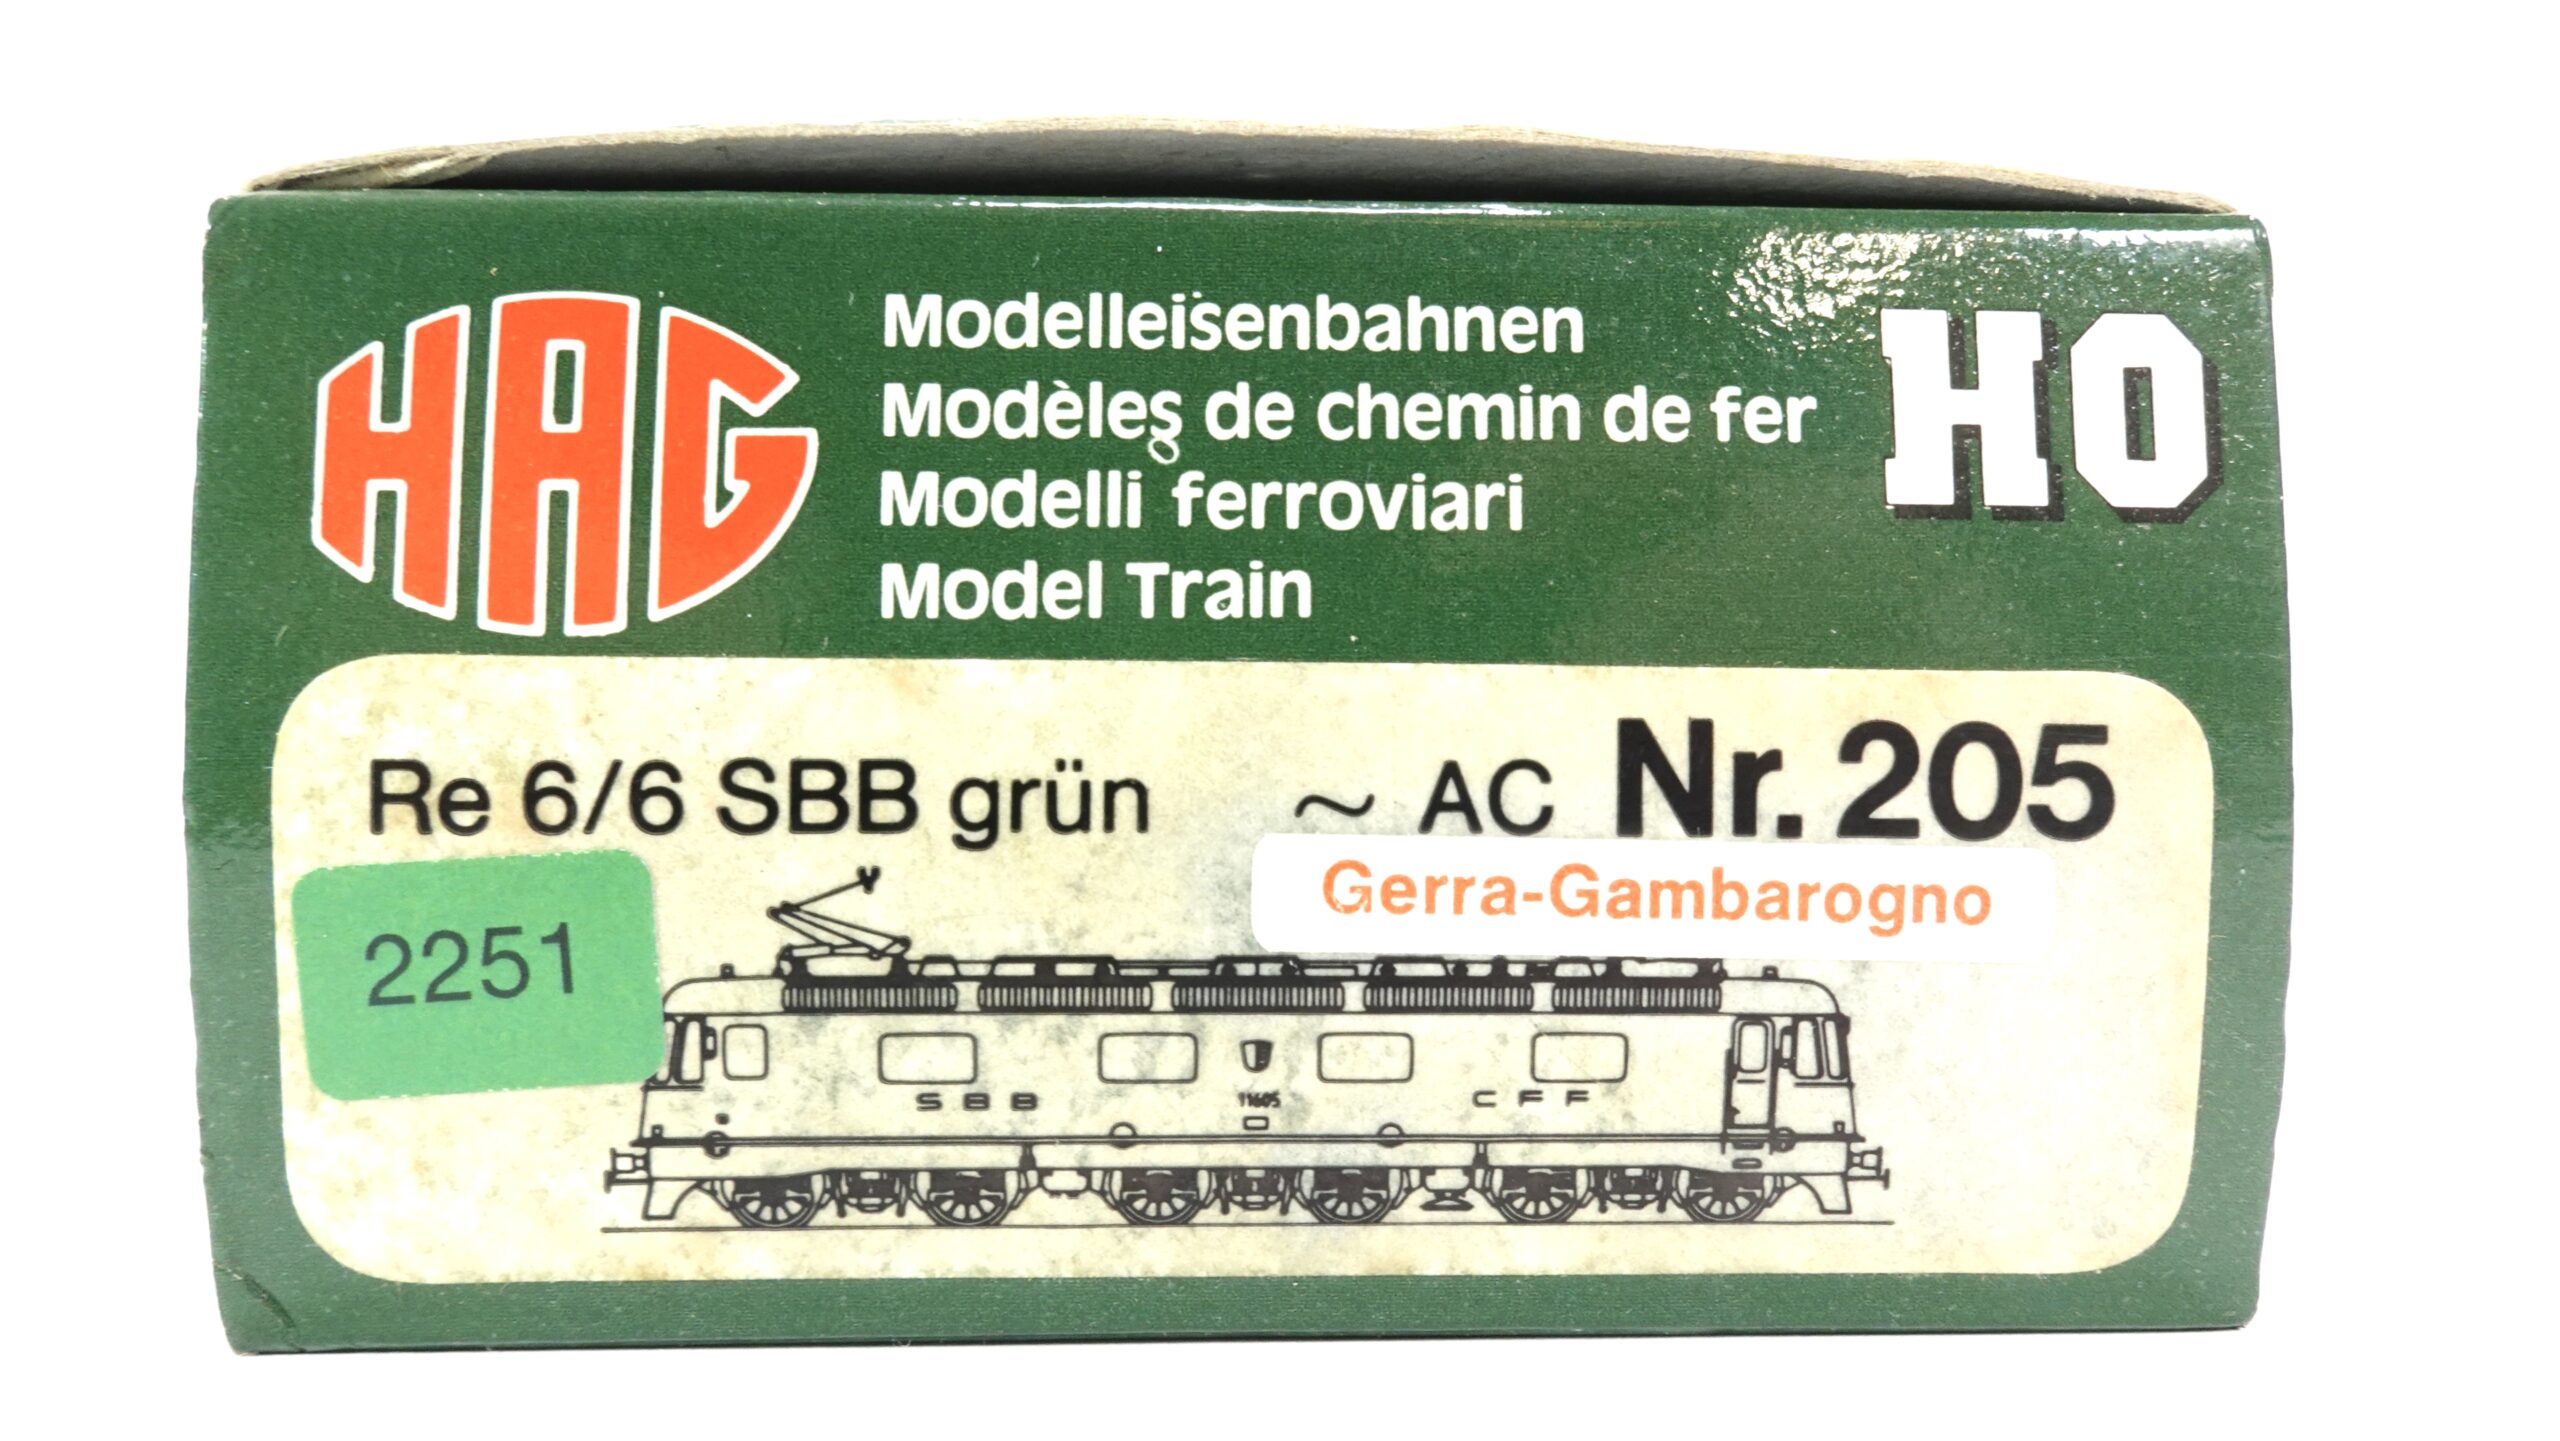 HAG
Modelleisenbahnen
Modèles de chemin de fer
Modelli ferroviari
Model Train
HO
Re 6/6 SBB grün ~ AC Nr. 205
Gerra-Gambarogno
2251
SBB 11605 CFF